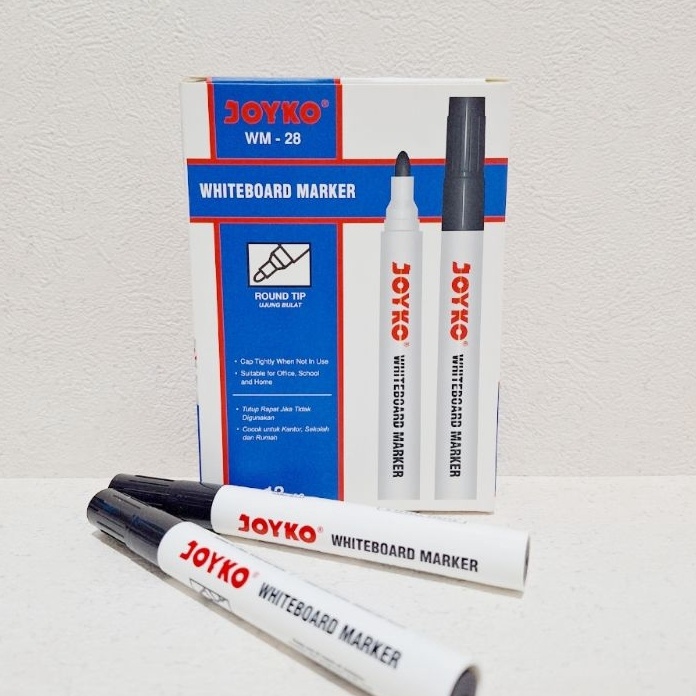 JOYKO®
WM - 28
WHITEBOARD MARKER
ROUND TIP
UJUNG BULAT
• Cap Tightly When Not In Use
• Suitable for Office, School
and Home
• Tutup Rapat Jika Tidak
Digunakan
• Cocok untuk Kantor, Sekolah
dan Rumah
JOYKO® WHITEBOARD MARKER
JOYKO® WHITEBOARD MARKER
JOYKO® WHITEBOARD MARKER
JOYKO® WHITEBOARD MARKER